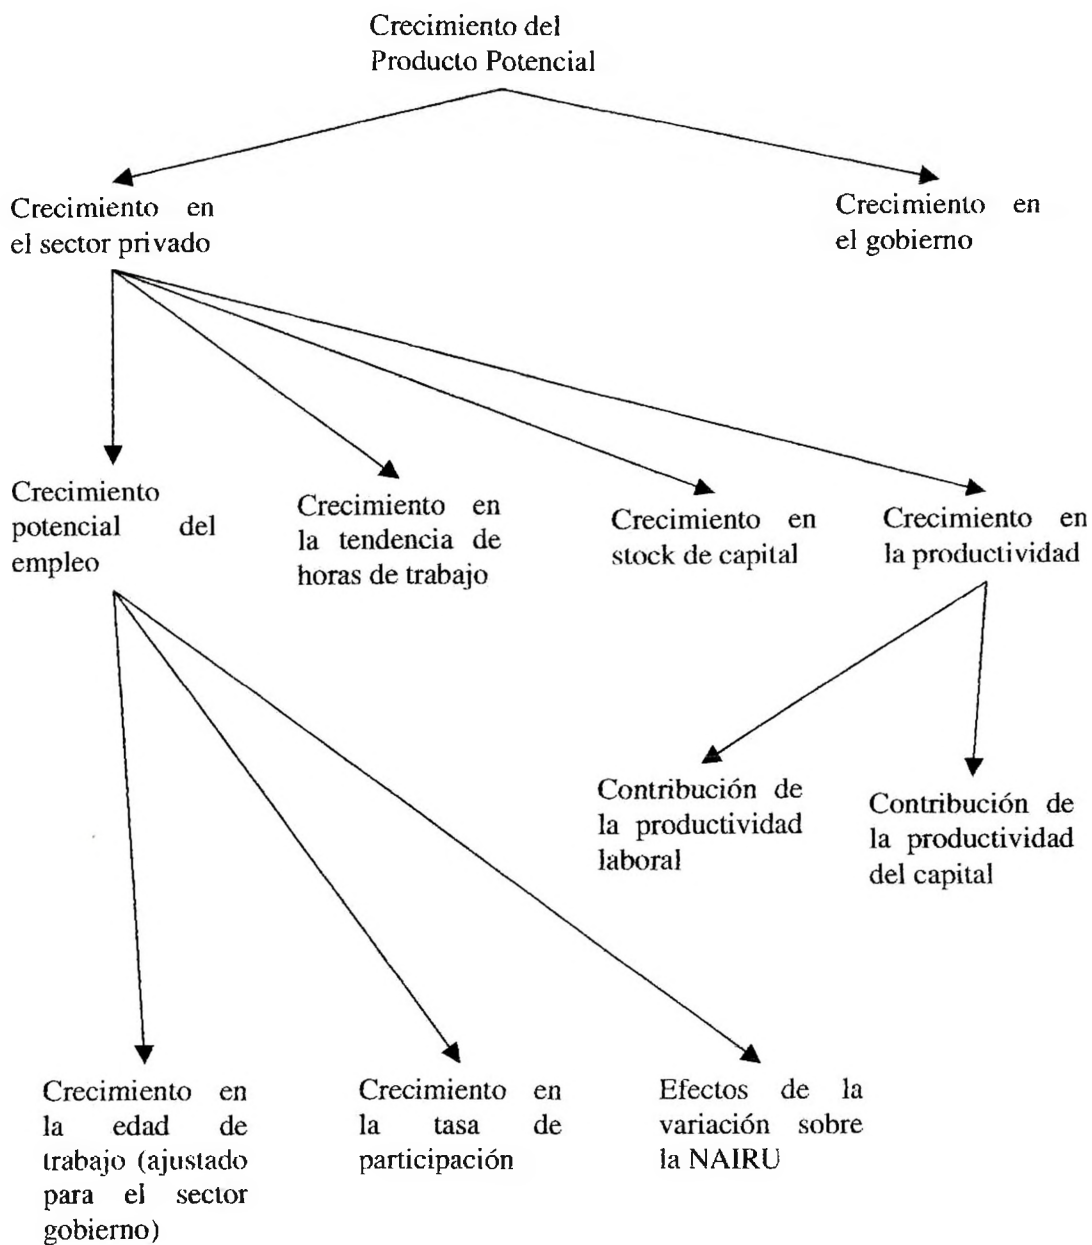 Crecimiento del
Producto Potencial
Crecimiento en
el sector privado
Crecimiento en
el gobierno
Crecimiento
potencial del
empleo
Crecimiento en
la tendencia de
horas de trabajo
Crecimiento en
stock de capital
Crecimiento en
la productividad
Contribución de
la productividad
laboral
Contribución de
la productividad
del capital
Crecimiento en
la edad de
trabajo (ajustado
para el sector
gobierno)
Crecimiento en
la tasa de
participación
Efectos de la
variación sobre
la NAIRU